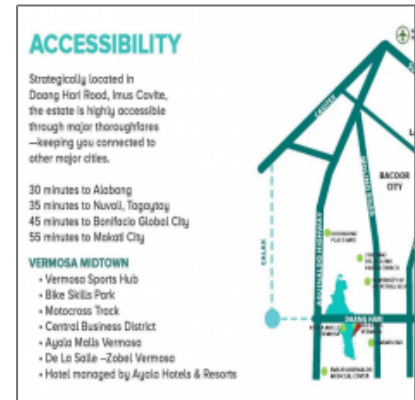 ACCESSIBILITY
Strategically located in
Daang Hari Road, Imus Cavite,
the estate is highly accessible
through major thoroughfares
—keeping you connected to
other major cities.
30 minutes to Alabang
35 minutes to Nuvali, Tagaytay
45 minutes to Bonifacio Global City
55 minutes to Makati City
VERMOSA MIDTOWN
• Vermosa Sports Hub
• Bike Skills Park
• Motocross Track
• Central Business District
• Ayala Malls Vermosa
• De La Salle –Zobel Vermosa
• Hotel managed by Ayala Hotels & Resorts
CAVITEX
BACOOR
CITY
CALAX
AGUINALDO HIGHWAY
DAANG HARI